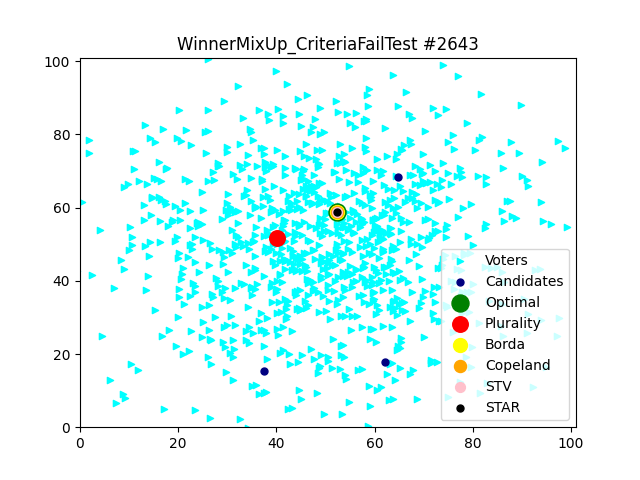 WinnerMixUp_CriteriaFailTest #2643
100
80
60
40
20
0
0 20 40 60 80 100
Voters
Candidates
Optimal
Plurality
Borda
Copeland
STV
STAR